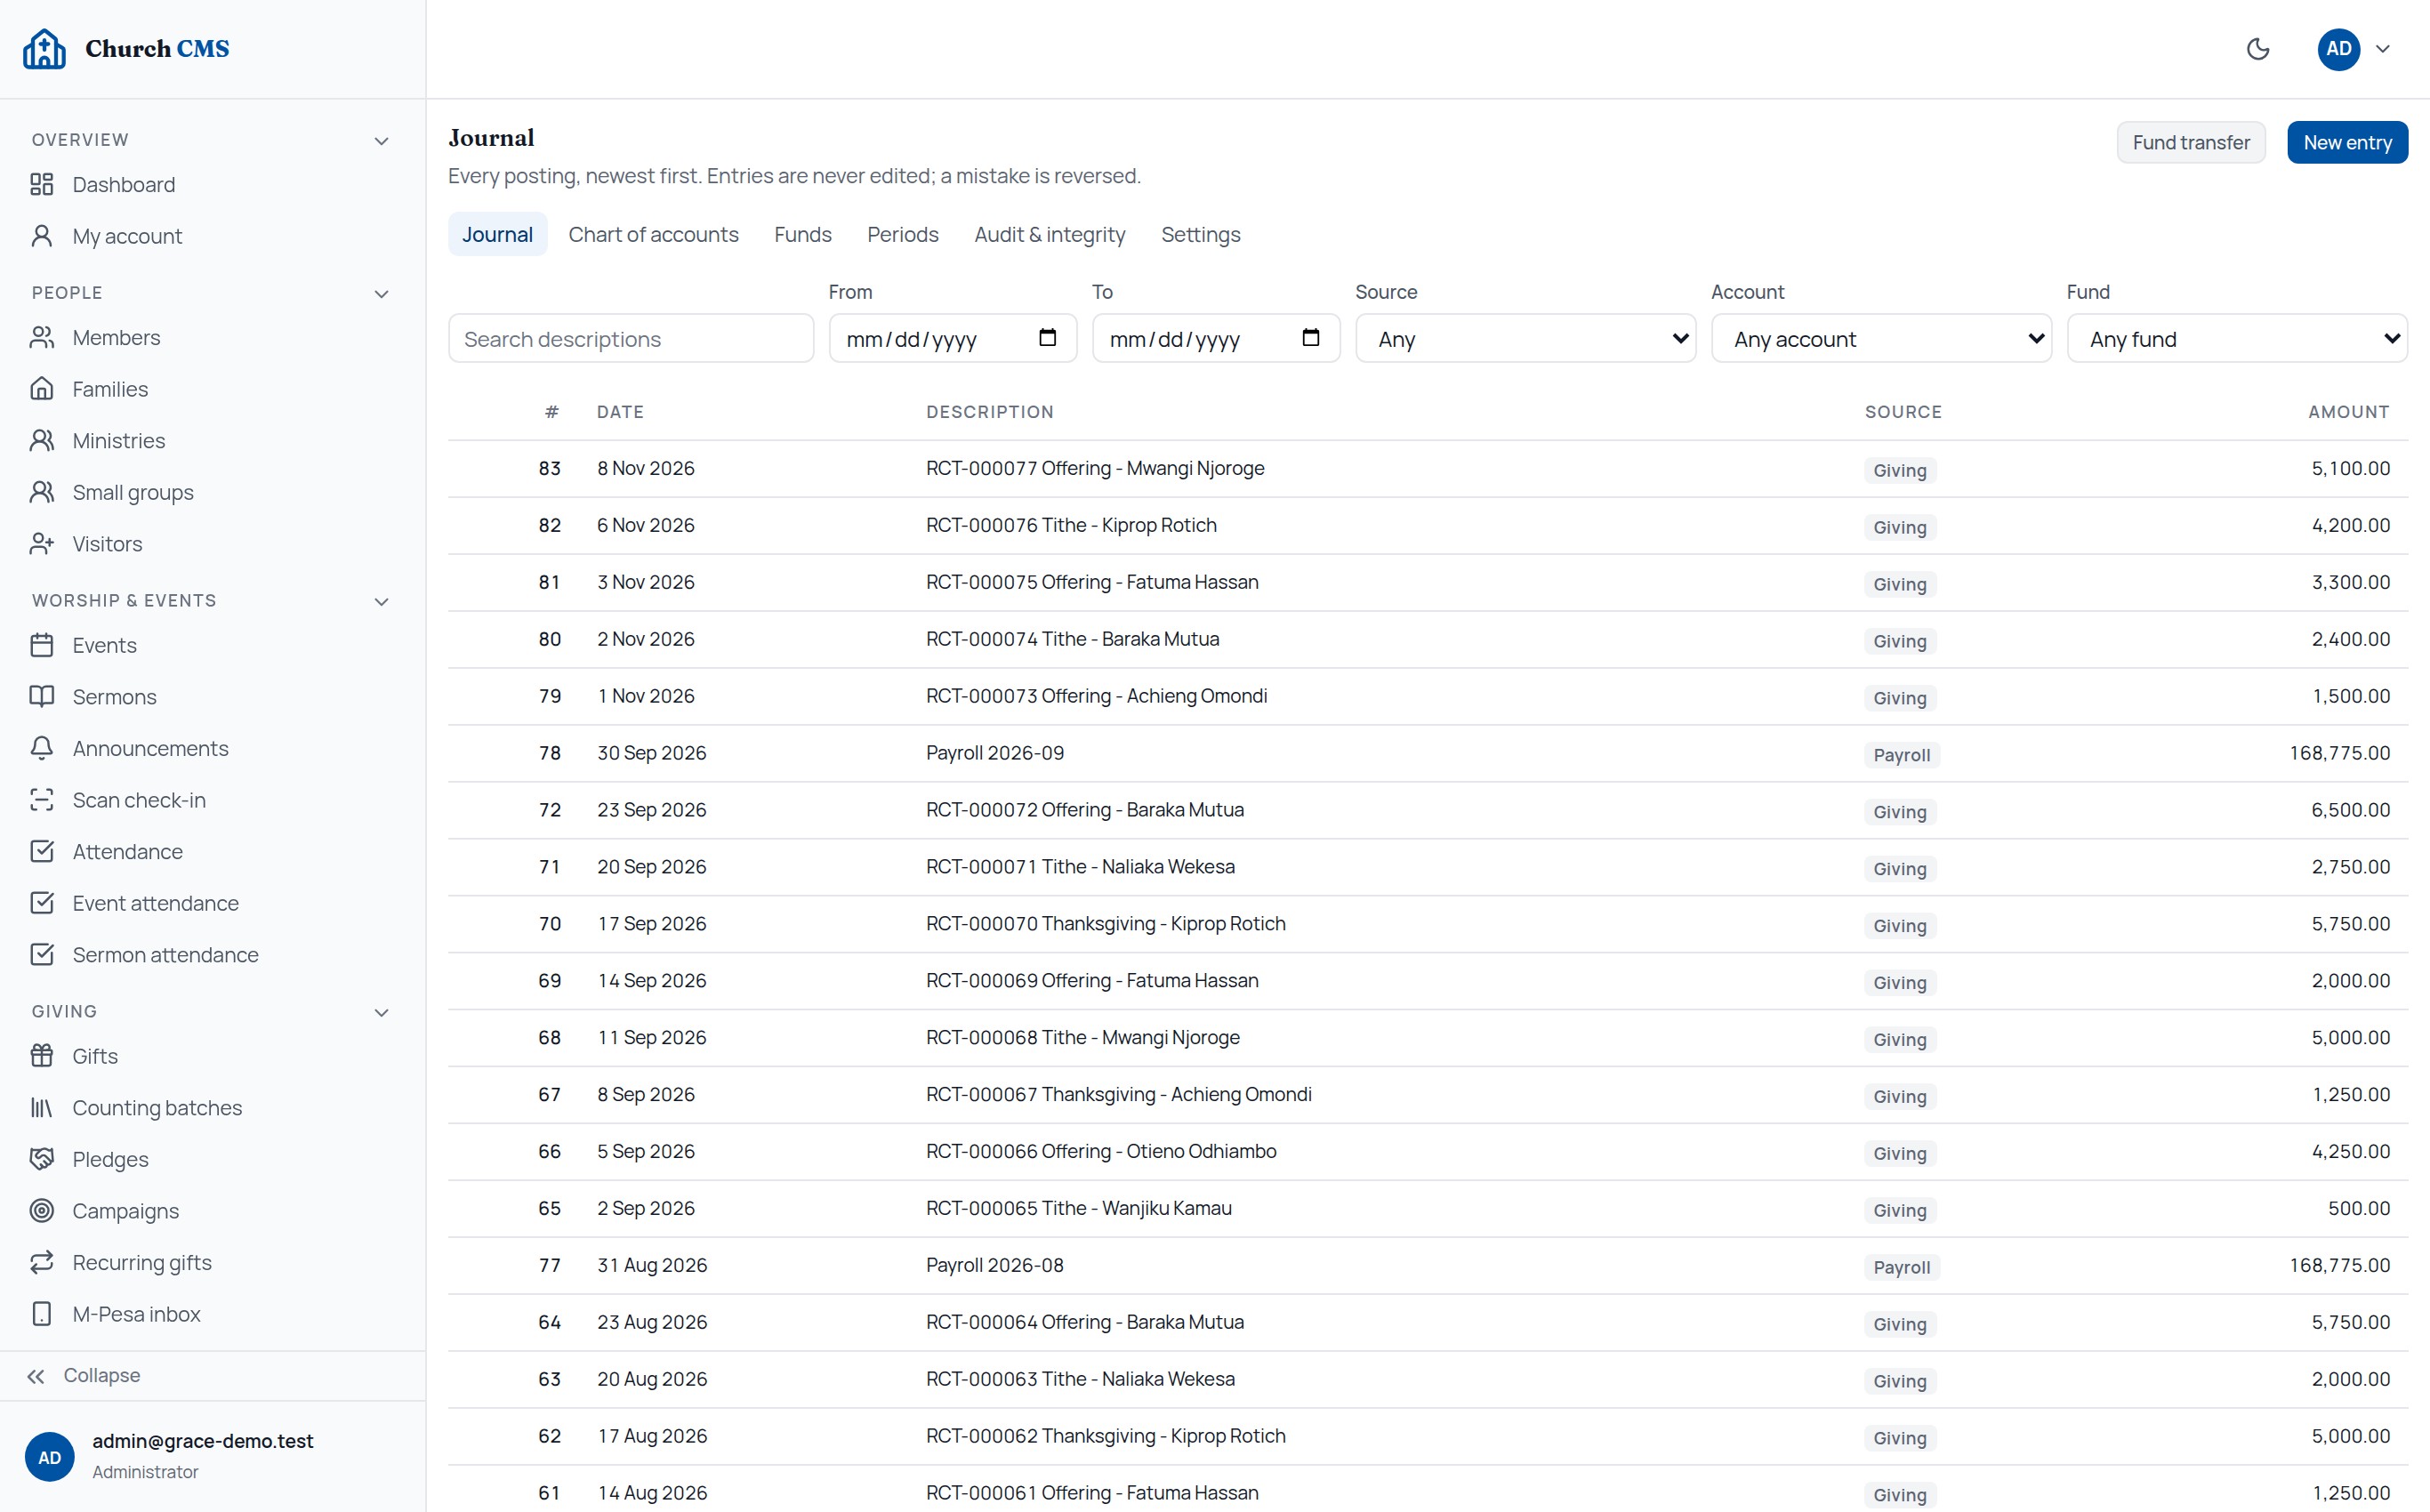 Church CMS
AD
OVERVIEW
Dashboard
My account
PEOPLE
Members
Families
Ministries
Small groups
Visitors
WORSHIP & EVENTS
Events
Sermons
Announcements
Scan check-in
Attendance
Event attendance
Sermon attendance
GIVING
Gifts
Counting batches
Pledges
Campaigns
Recurring gifts
M-Pesa inbox
Collapse
AD
admin@grace-demo.test
Administrator
Journal
Every posting, newest first. Entries are never edited; a mistake is reversed.
Fund transfer
New entry
Journal Chart of accounts Funds Periods Audit & integrity Settings
From To Source Account Fund
Search descriptions mm/dd/yyyy mm/dd/yyyy Any Any account Any fund
# DATE DESCRIPTION SOURCE AMOUNT
83 8 Nov 2026 RCT-000077 Offering - Mwangi Njoroge Giving 5,100.00
82 6 Nov 2026 RCT-000076 Tithe - Kiprop Rotich Giving 4,200.00
81 3 Nov 2026 RCT-000075 Offering - Fatuma Hassan Giving 3,300.00
80 2 Nov 2026 RCT-000074 Tithe - Baraka Mutua Giving 2,400.00
79 1 Nov 2026 RCT-000073 Offering - Achieng Omondi Giving 1,500.00
78 30 Sep 2026 Payroll 2026-09 Payroll 168,775.00
72 23 Sep 2026 RCT-000072 Offering - Baraka Mutua Giving 6,500.00
71 20 Sep 2026 RCT-000071 Tithe - Naliaka Wekesa Giving 2,750.00
70 17 Sep 2026 RCT-000070 Thanksgiving - Kiprop Rotich Giving 5,750.00
69 14 Sep 2026 RCT-000069 Offering - Fatuma Hassan Giving 2,000.00
68 11 Sep 2026 RCT-000068 Tithe - Mwangi Njoroge Giving 5,000.00
67 8 Sep 2026 RCT-000067 Thanksgiving - Achieng Omondi Giving 1,250.00
66 5 Sep 2026 RCT-000066 Offering - Otieno Odhiambo Giving 4,250.00
65 2 Sep 2026 RCT-000065 Tithe - Wanjiku Kamau Giving 500.00
77 31 Aug 2026 Payroll 2026-08 Payroll 168,775.00
64 23 Aug 2026 RCT-000064 Offering - Baraka Mutua Giving 5,750.00
63 20 Aug 2026 RCT-000063 Tithe - Naliaka Wekesa Giving 2,000.00
62 17 Aug 2026 RCT-000062 Thanksgiving - Kiprop Rotich Giving 5,000.00
61 14 Aug 2026 RCT-000061 Offering - Fatuma Hassan Giving 1,250.00